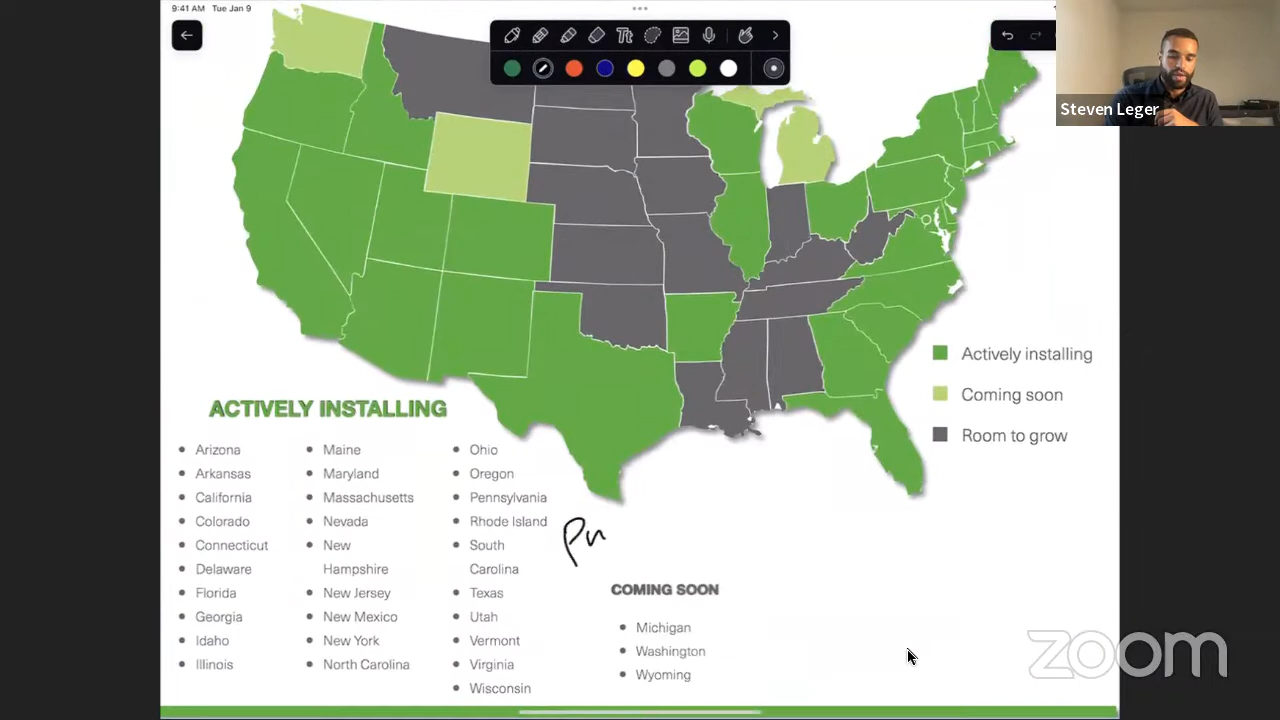 9:41 AM Tue Jan 9
Steven Leger
Actively installing
Coming soon
Room to grow
ACTIVELY INSTALLING
Arizona
Arkansas
California
Colorado
Connecticut
Delaware
Florida
Georgia
Idaho
Illinois
Maine
Maryland
Massachusetts
Nevada
New
Hampshire
New Jersey
New Mexico
New York
North Carolina
Ohio
Oregon
Pennsylvania
Rhode Island
South
Carolina
Texas
Utah
Vermont
Virginia
Wisconsin
COMING SOON
Michigan
Washington
Wyoming
zoom